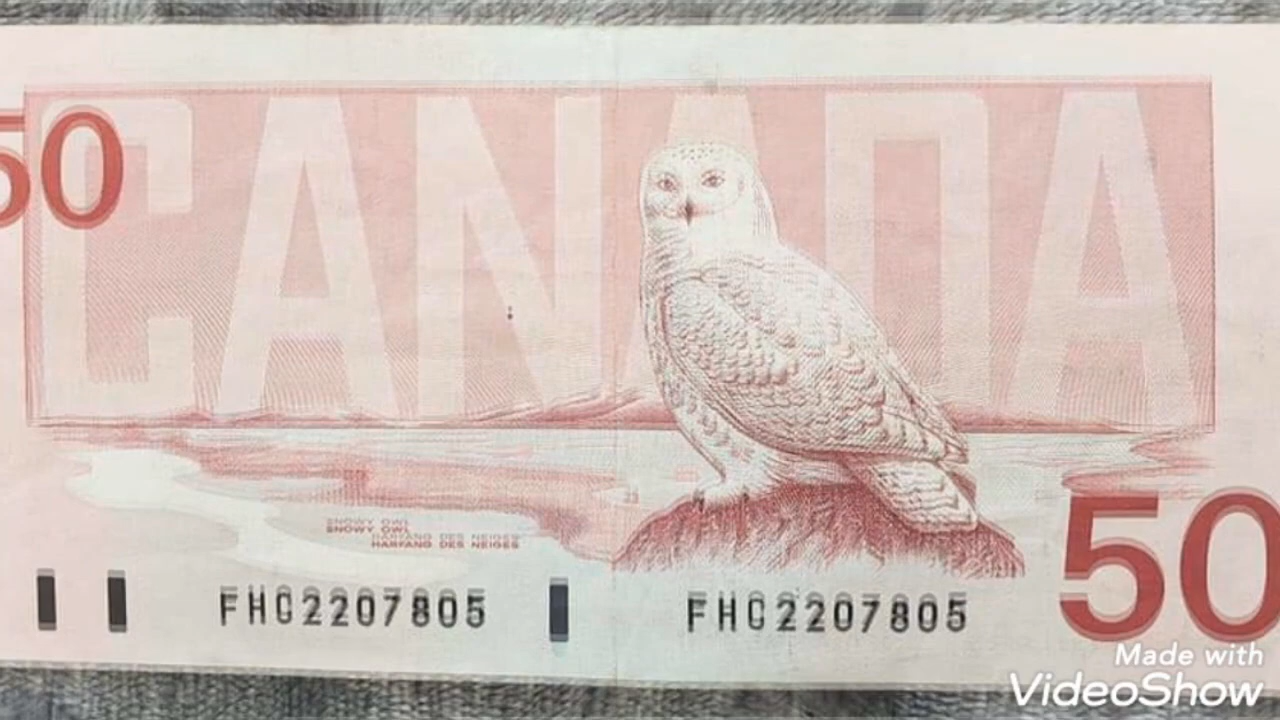 CANADA
50
SNOWY OWL
HARFANG DES NEIGES
FHC2207805
FHC2207805
50
Made with
VideoShow